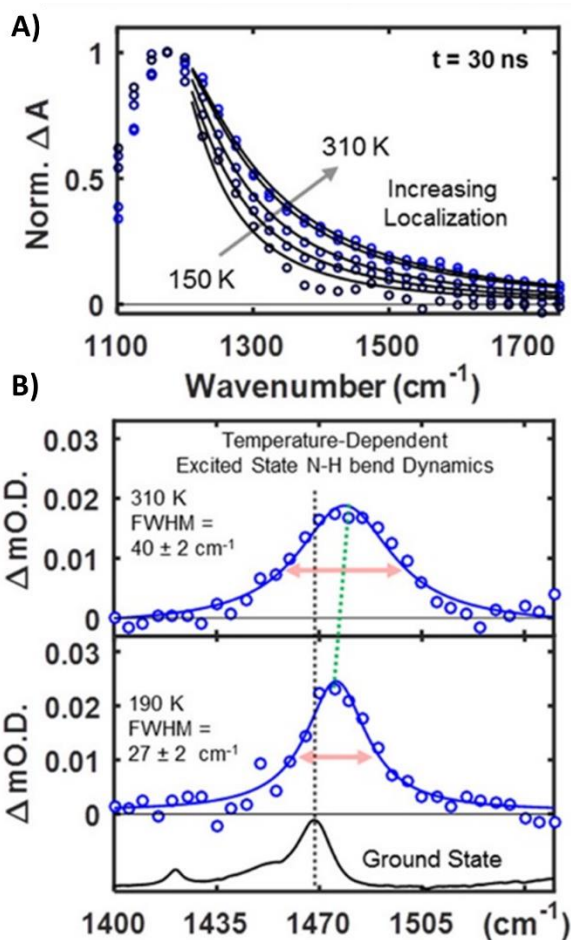 A)
t = 30 ns
310 K
Increasing
Localization
150 K
Norm. Δ A
1
0.5
0
1100 1300 1500 1700
Wavenumber (cm⁻¹)
B)
Temperature-Dependent
Excited State N-H bend Dynamics
310 K
FWHM =
40 ± 2 cm⁻¹
Δ mO.D.
0.03
0.02
0.01
0
190 K
FWHM =
27 ± 2 cm⁻¹
Δ mO.D.
0.03
0.02
0.01
0
Ground State
1400 1435 1470 1505 (cm⁻¹)